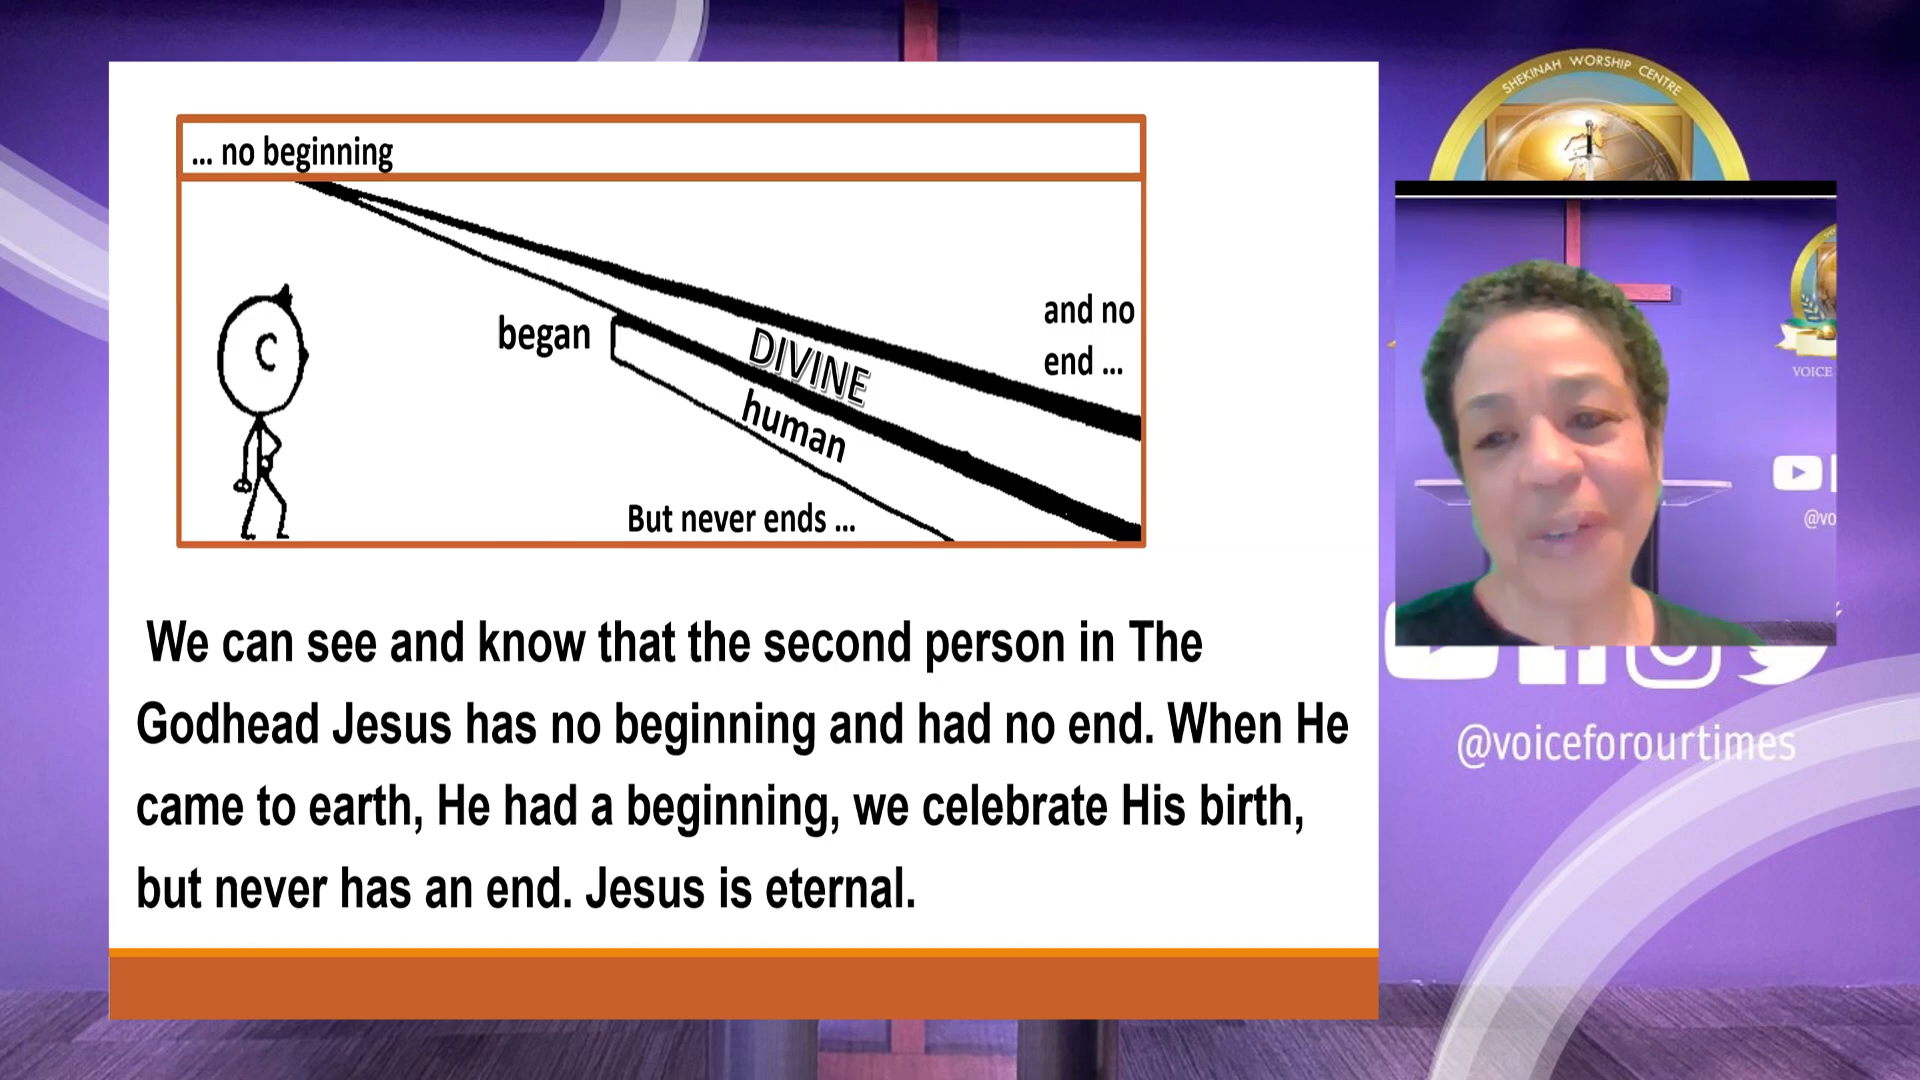 ... no beginning
began
DIVINE
human
and no
end ...
But never ends ...
We can see and know that the second person in The
Godhead Jesus has no beginning and had no end. When He
came to earth, He had a beginning, we celebrate His birth,
but never has an end. Jesus is eternal.
SHEKINAH WORSHIP CENTRE
VOICE
@vo
@voiceforourtimes